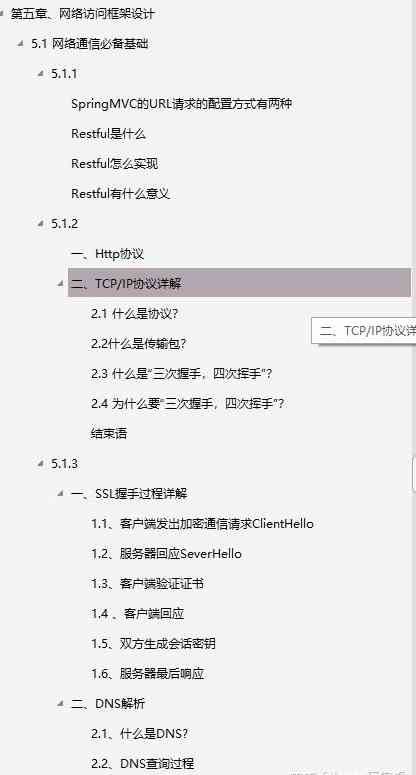 第五章、网络访问框架设计
5.1 网络通信必备基础
5.1.1
SpringMVC的URL请求的配置方式有两种
Restful是什么
Restful怎么实现
Restful有什么意义
5.1.2
一、Http协议
二、TCP/IP协议详解
2.1 什么是协议?
二、TCP/IP协议详
2.2什么是传输包?
2.3 什么是“三次握手，四次挥手”?
2.4 为什么要“三次握手，四次挥手”?
结束语
5.1.3
一、SSL握手过程详解
1.1、客户端发出加密通信请求ClientHello
1.2、服务器回应SeverHello
1.3、客户端验证证书
1.4 、客户端回应
1.5、双方生成会话密钥
1.6、服务器最后响应
二、DNS解析
2.1、什么是DNS?
2.2、DNS查询过程